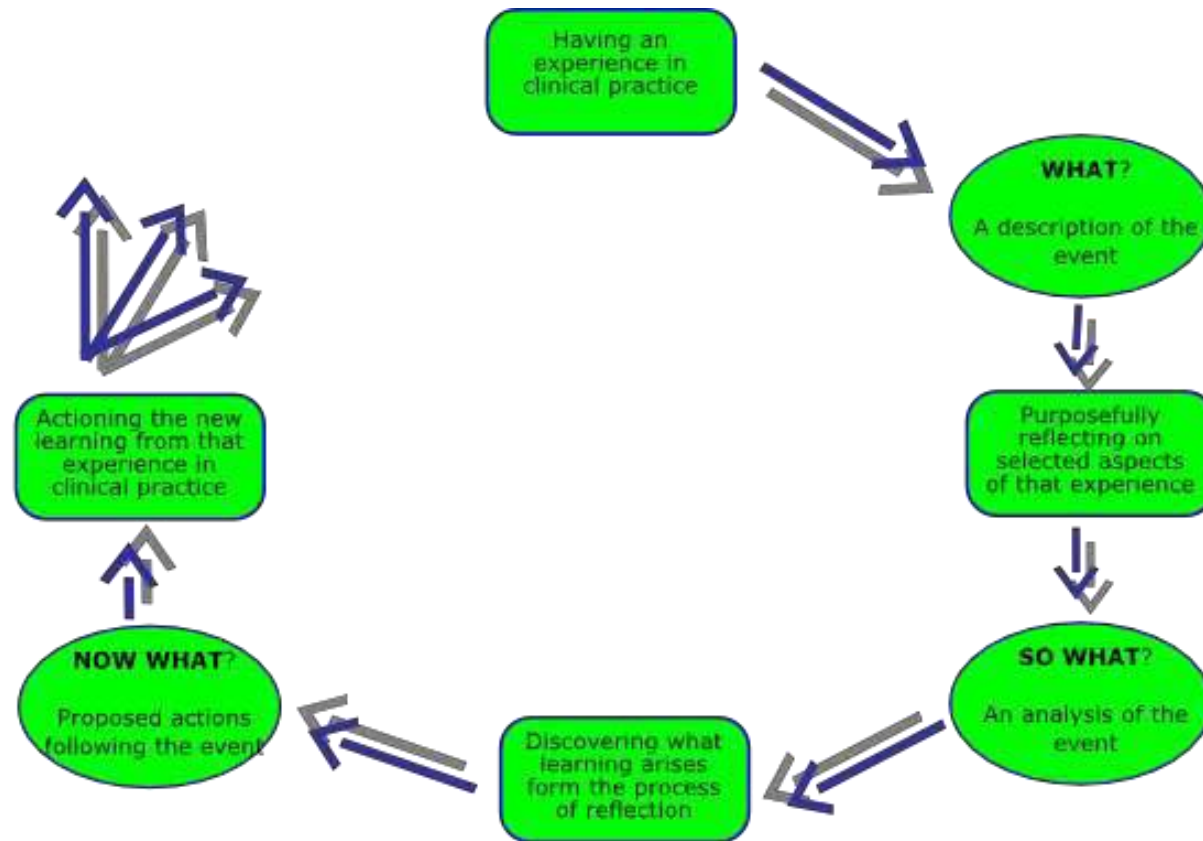 Having an
experience in
clinical practice
WHAT?
A description of the
event
Purposefully
reflecting on
selected aspects
of that experience
SO WHAT?
An analysis of the
event
Discovering what
learning arises
form the process
of reflection
NOW WHAT?
Proposed actions
following the event
Actioning the new
learning from that
experience in
clinical practice